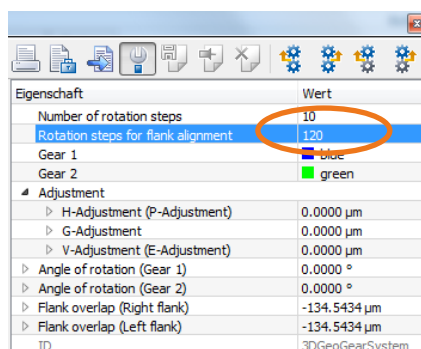 Eigenschaft Wert
Number of rotation steps 10
Rotation steps for flank alignment 120
Gear 1 blue
Gear 2 green
Adjustment
H-Adjustment (P-Adjustment) 0.0000 µm
G-Adjustment 0.0000 µm
V-Adjustment (E-Adjustment) 0.0000 µm
Angle of rotation (Gear 1) 0.0000 °
Angle of rotation (Gear 2) 0.0000 °
Flank overlap (Right flank) -134.5434 µm
Flank overlap (Left flank) -134.5434 µm
ID 3DGeoGearSystem